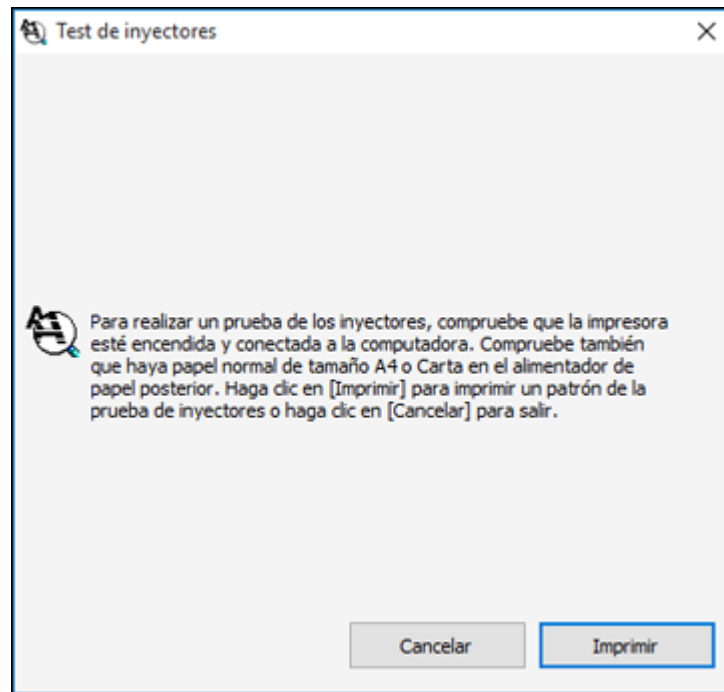 Test de inyectores
Para realizar un prueba de los inyectores, compruebe que la impresora
esté encendida y conectada a la computadora. Compruebe también
que haya papel normal de tamaño A4 o Carta en el alimentador de
papel posterior. Haga clic en [Imprimir] para imprimir un patrón de la
prueba de inyectores o haga clic en [Cancelar] para salir.
Cancelar
Imprimir